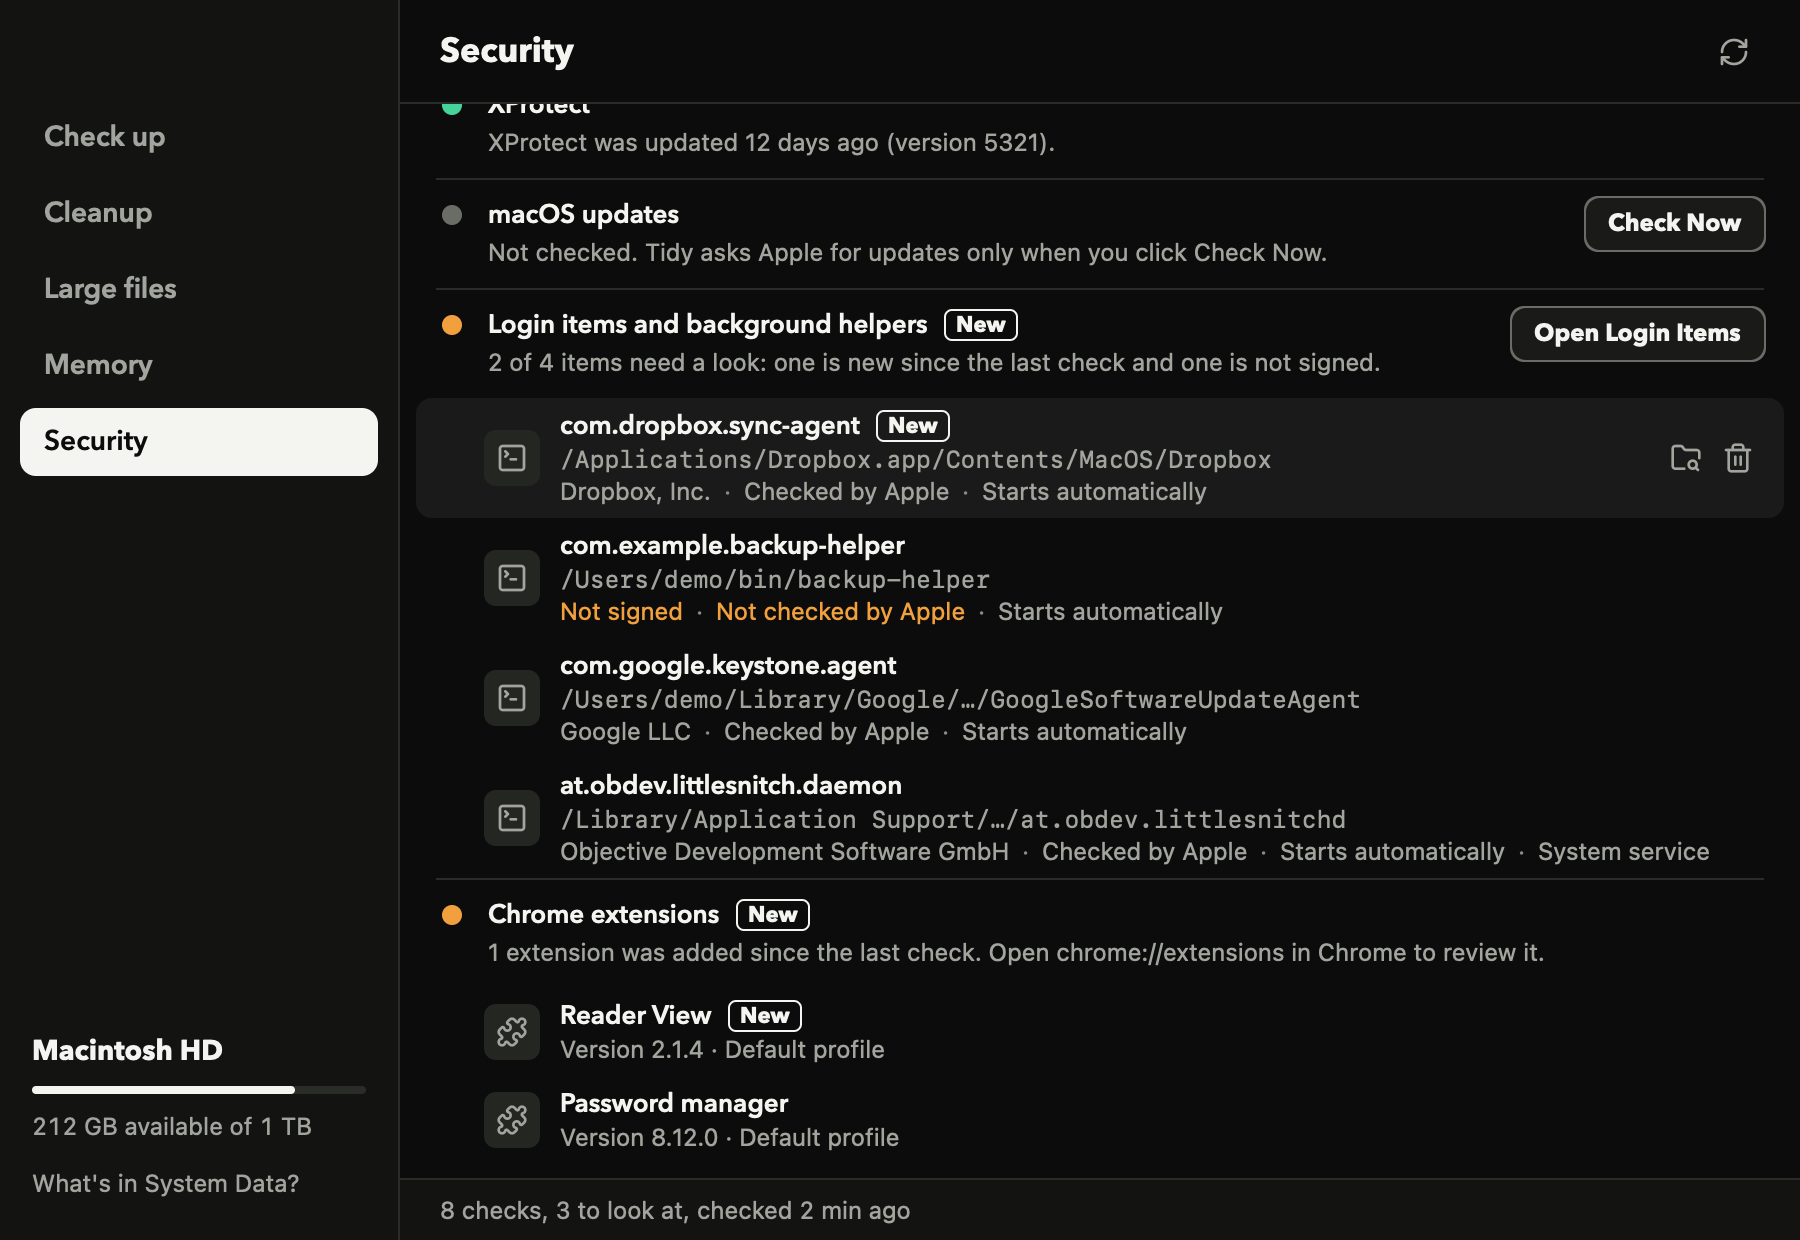 Security
Check up
Cleanup
Large files
Memory
Security
Macintosh HD
212 GB available of 1 TB
What's in System Data?
XProtect
XProtect was updated 12 days ago (version 5321).
macOS updates
Not checked. Tidy asks Apple for updates only when you click Check Now.
Check Now
Login items and background helpers New
2 of 4 items need a look: one is new since the last check and one is not signed.
Open Login Items
com.dropbox.sync-agent New
/Applications/Dropbox.app/Contents/MacOS/Dropbox
Dropbox, Inc. · Checked by Apple · Starts automatically
com.example.backup-helper
/Users/demo/bin/backup-helper
Not signed · Not checked by Apple · Starts automatically
com.google.keystone.agent
/Users/demo/Library/Google/…/GoogleSoftwareUpdateAgent
Google LLC · Checked by Apple · Starts automatically
at.obdev.littlesnitch.daemon
/Library/Application Support/…/at.obdev.littlesnitchd
Objective Development Software GmbH · Checked by Apple · Starts automatically · System service
Chrome extensions New
1 extension was added since the last check. Open chrome://extensions in Chrome to review it.
Reader View New
Version 2.1.4 · Default profile
Password manager
Version 8.12.0 · Default profile
8 checks, 3 to look at, checked 2 min ago